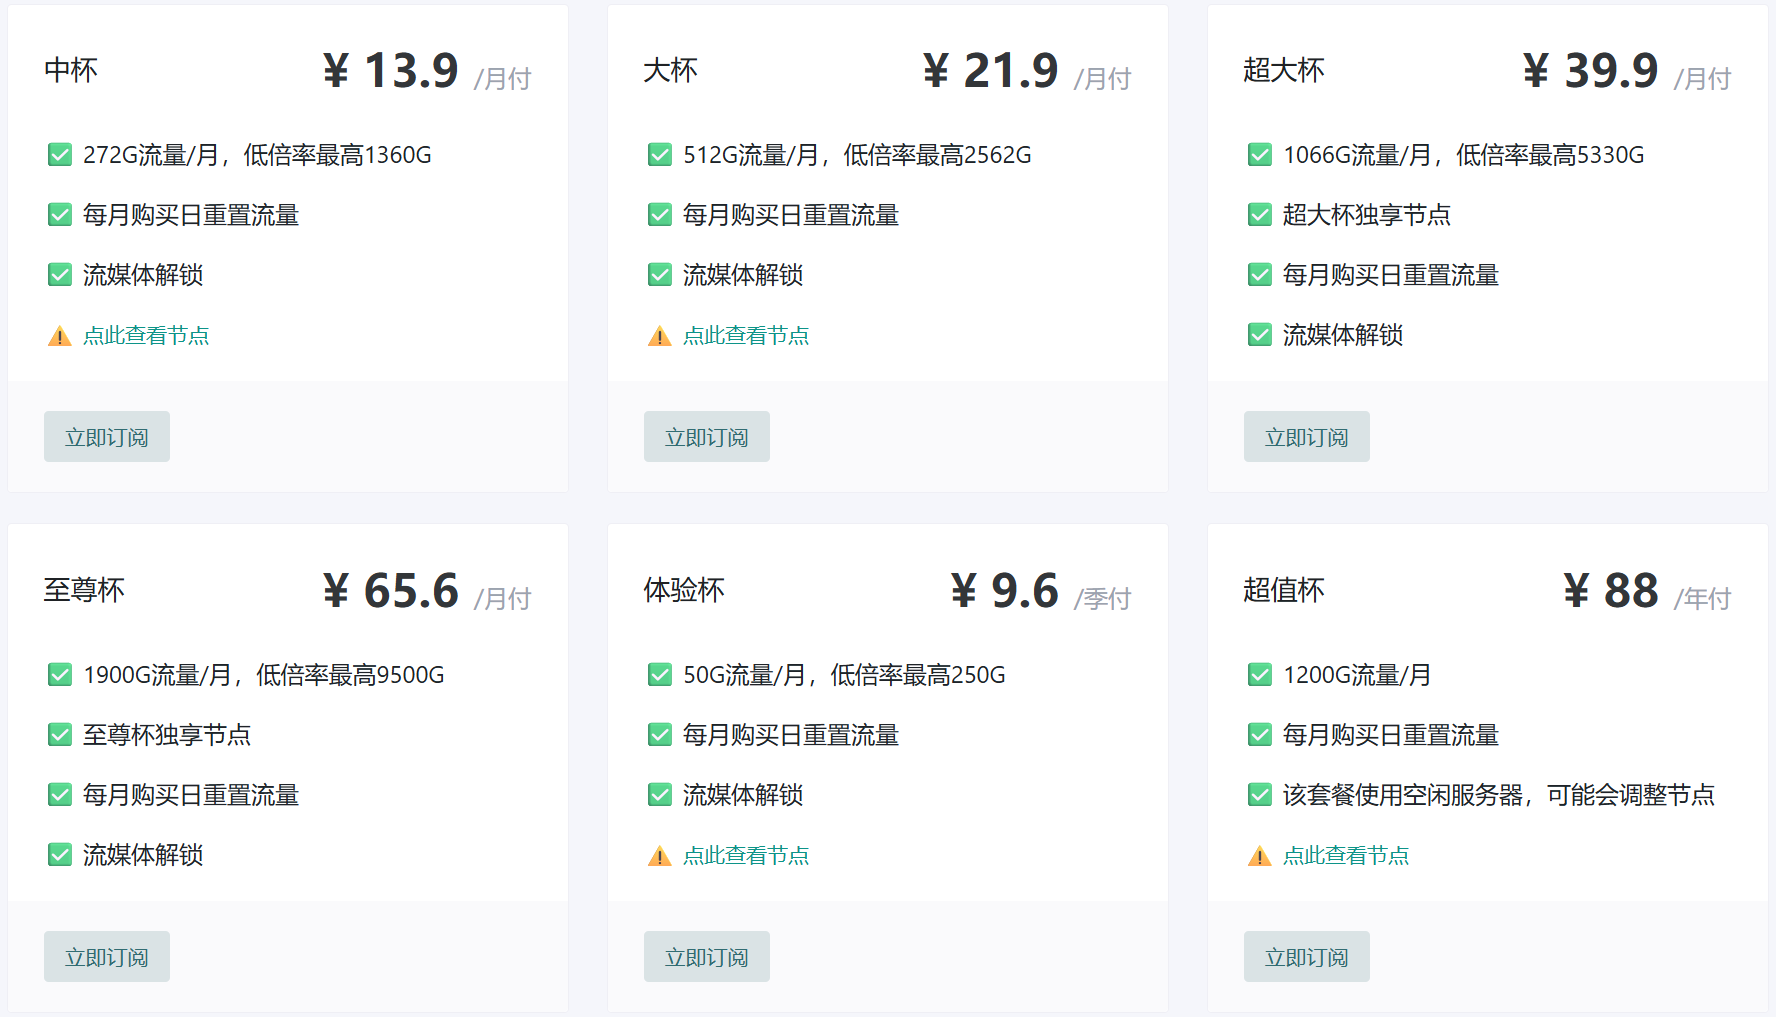 中杯
¥ 13.9 /月付
✅ 272G流量/月，低倍率最高1360G
✅ 每月购买日重置流量
✅ 流媒体解锁
⚠ 点此查看节点
立即订阅
大杯
¥ 21.9 /月付
✅ 512G流量/月，低倍率最高2562G
✅ 每月购买日重置流量
✅ 流媒体解锁
⚠ 点此查看节点
立即订阅
超大杯
¥ 39.9 /月付
✅ 1066G流量/月，低倍率最高5330G
✅ 超大杯独享节点
✅ 每月购买日重置流量
✅ 流媒体解锁
立即订阅
至尊杯
¥ 65.6 /月付
✅ 1900G流量/月，低倍率最高9500G
✅ 至尊杯独享节点
✅ 每月购买日重置流量
✅ 流媒体解锁
立即订阅
体验杯
¥ 9.6 /季付
✅ 50G流量/月，低倍率最高250G
✅ 每月购买日重置流量
✅ 流媒体解锁
⚠ 点此查看节点
立即订阅
超值杯
¥ 88 /年付
✅ 1200G流量/月
✅ 每月购买日重置流量
✅ 该套餐使用空闲服务器，可能会调整节点
⚠ 点此查看节点
立即订阅